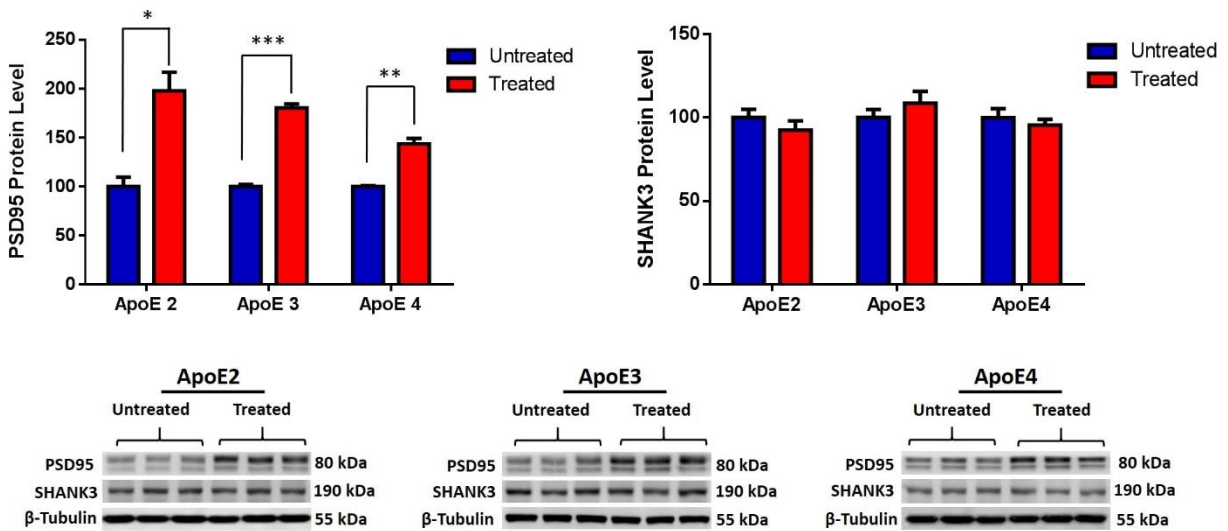 *
***
**
250
200
150
100
50
0
PSD95 Protein Level
ApoE 2 ApoE 3 ApoE 4
Untreated
Treated
150
100
50
0
SHANK3 Protein Level
ApoE2 ApoE3 ApoE4
Untreated
Treated
ApoE2
Untreated Treated
PSD95 80 kDa
SHANK3 190 kDa
β-Tubulin 55 kDa
ApoE3
Untreated Treated
PSD95 80 kDa
SHANK3 190 kDa
β-Tubulin 55 kDa
ApoE4
Untreated Treated
PSD95 80 kDa
SHANK3 190 kDa
β-Tubulin 55 kDa